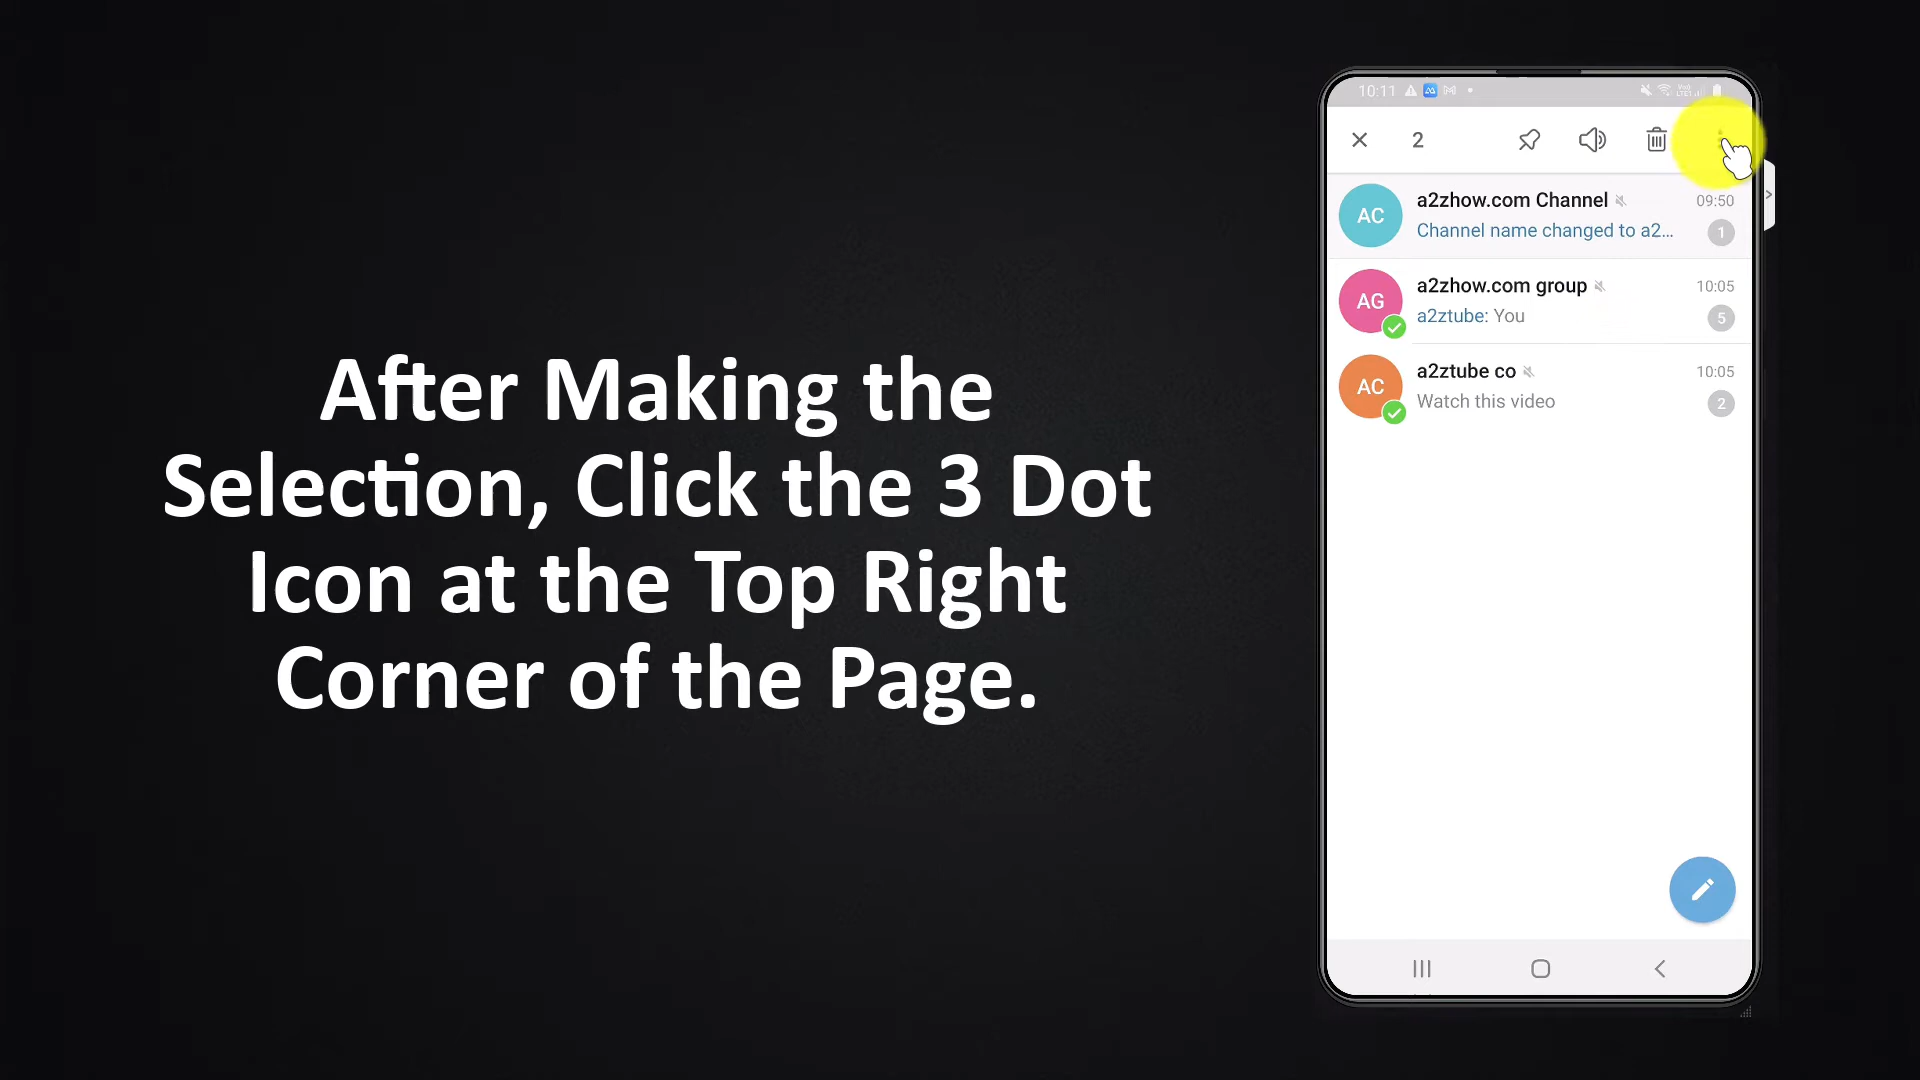 After Making the
Selection, Click the 3 Dot
Icon at the Top Right
Corner of the Page.
10:11
2
AC
a2zhow.com Channel
09:50
Channel name changed to a2...
1
AG
a2zhow.com group
10:05
a2ztube: You
5
AC
a2ztube co
10:05
Watch this video
2